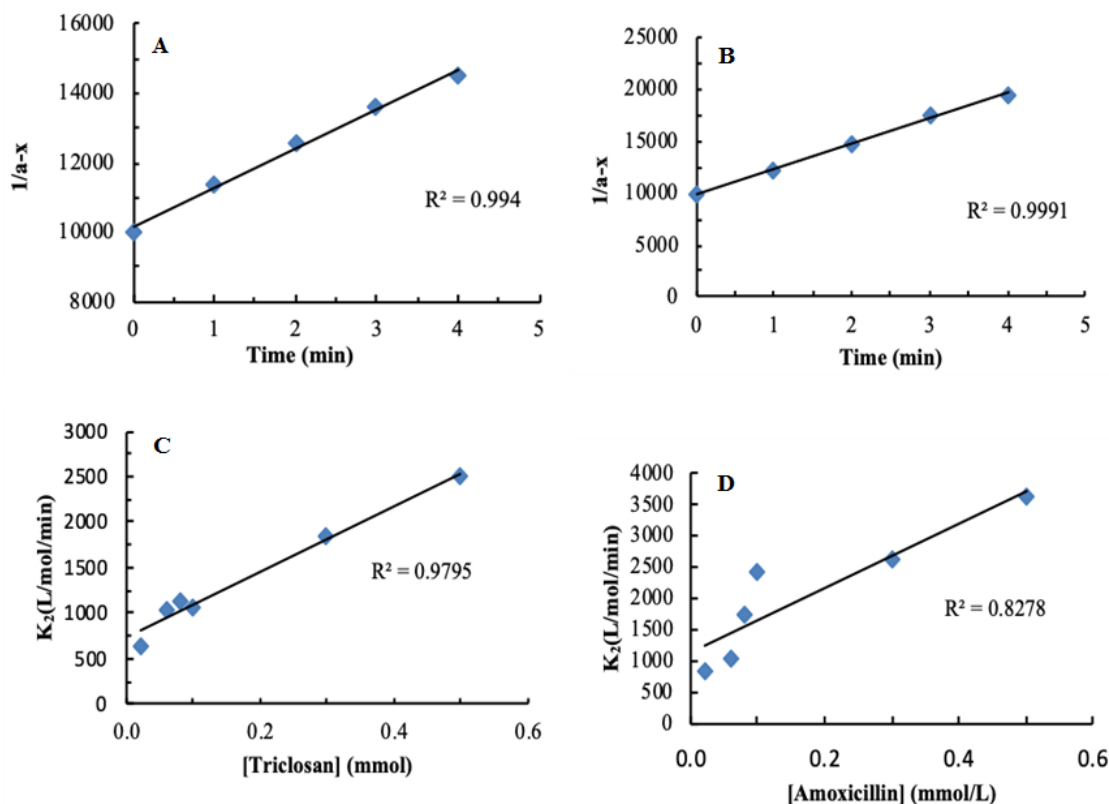 A
16000
14000
12000
10000
8000
1/a-x
R² = 0.994
0 1 2 3 4 5
Time (min)
B
25000
20000
15000
10000
5000
0
1/a-x
R² = 0.9991
0 1 2 3 4 5
Time (min)
C
3000
2500
2000
1500
1000
500
0
K₂(L/mol/min)
R² = 0.9795
0.0 0.2 0.4 0.6
[Triclosan] (mmol)
D
4000
3500
3000
2500
2000
1500
1000
500
0
K₂(L/mol/min)
R² = 0.8278
0.0 0.2 0.4 0.6
[Amoxicillin] (mmol/L)